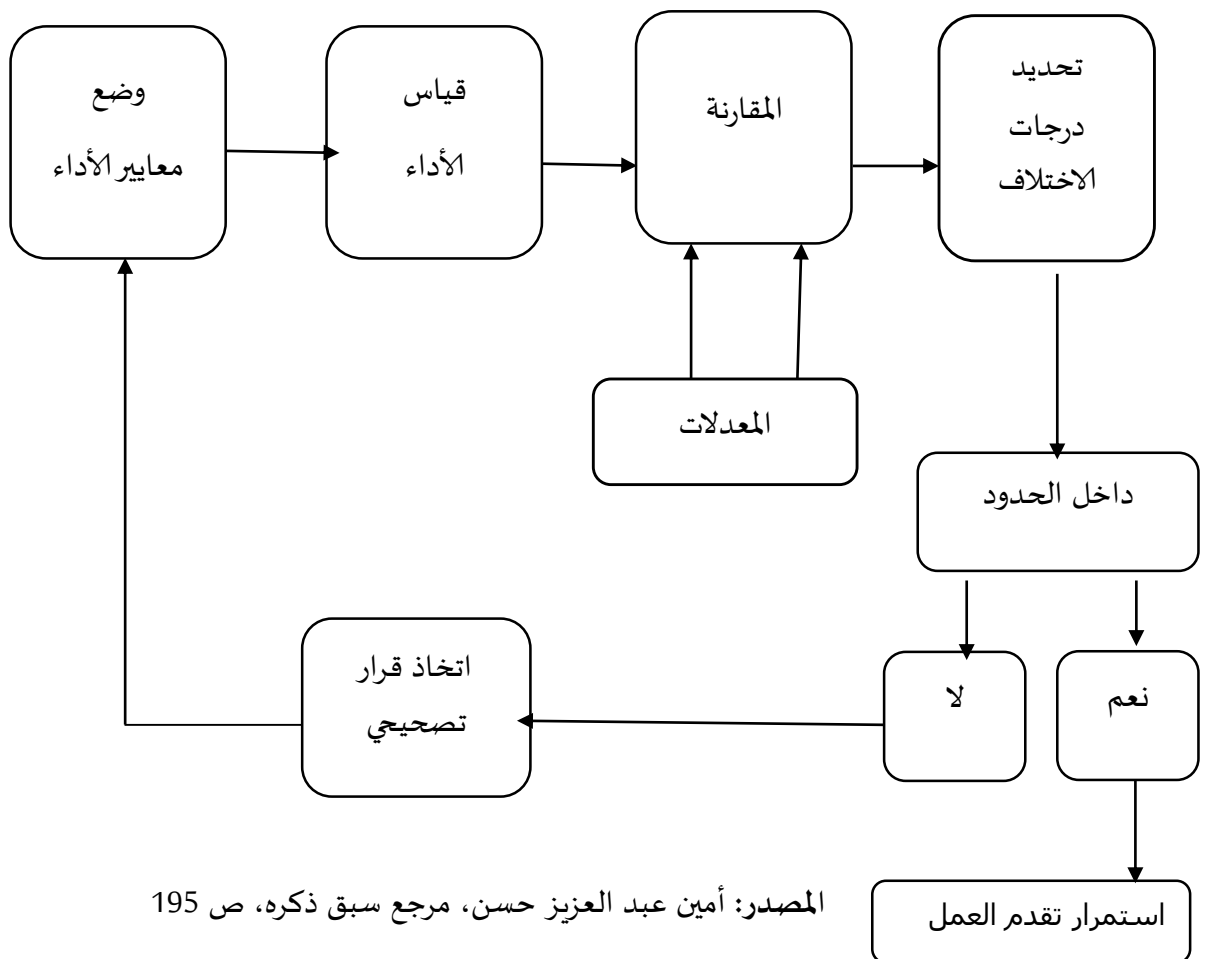 وضع
معايير الأداء
قياس
الأداء
المقارنة
تحديد
درجات
الاختلاف
المعدلات
داخل الحدود
نعم
لا
اتخاذ قرار
تصحيحي
استمرار تقدم العمل
المصدر: أمين عبد العزيز حسن، مرجع سبق ذكره، ص 195